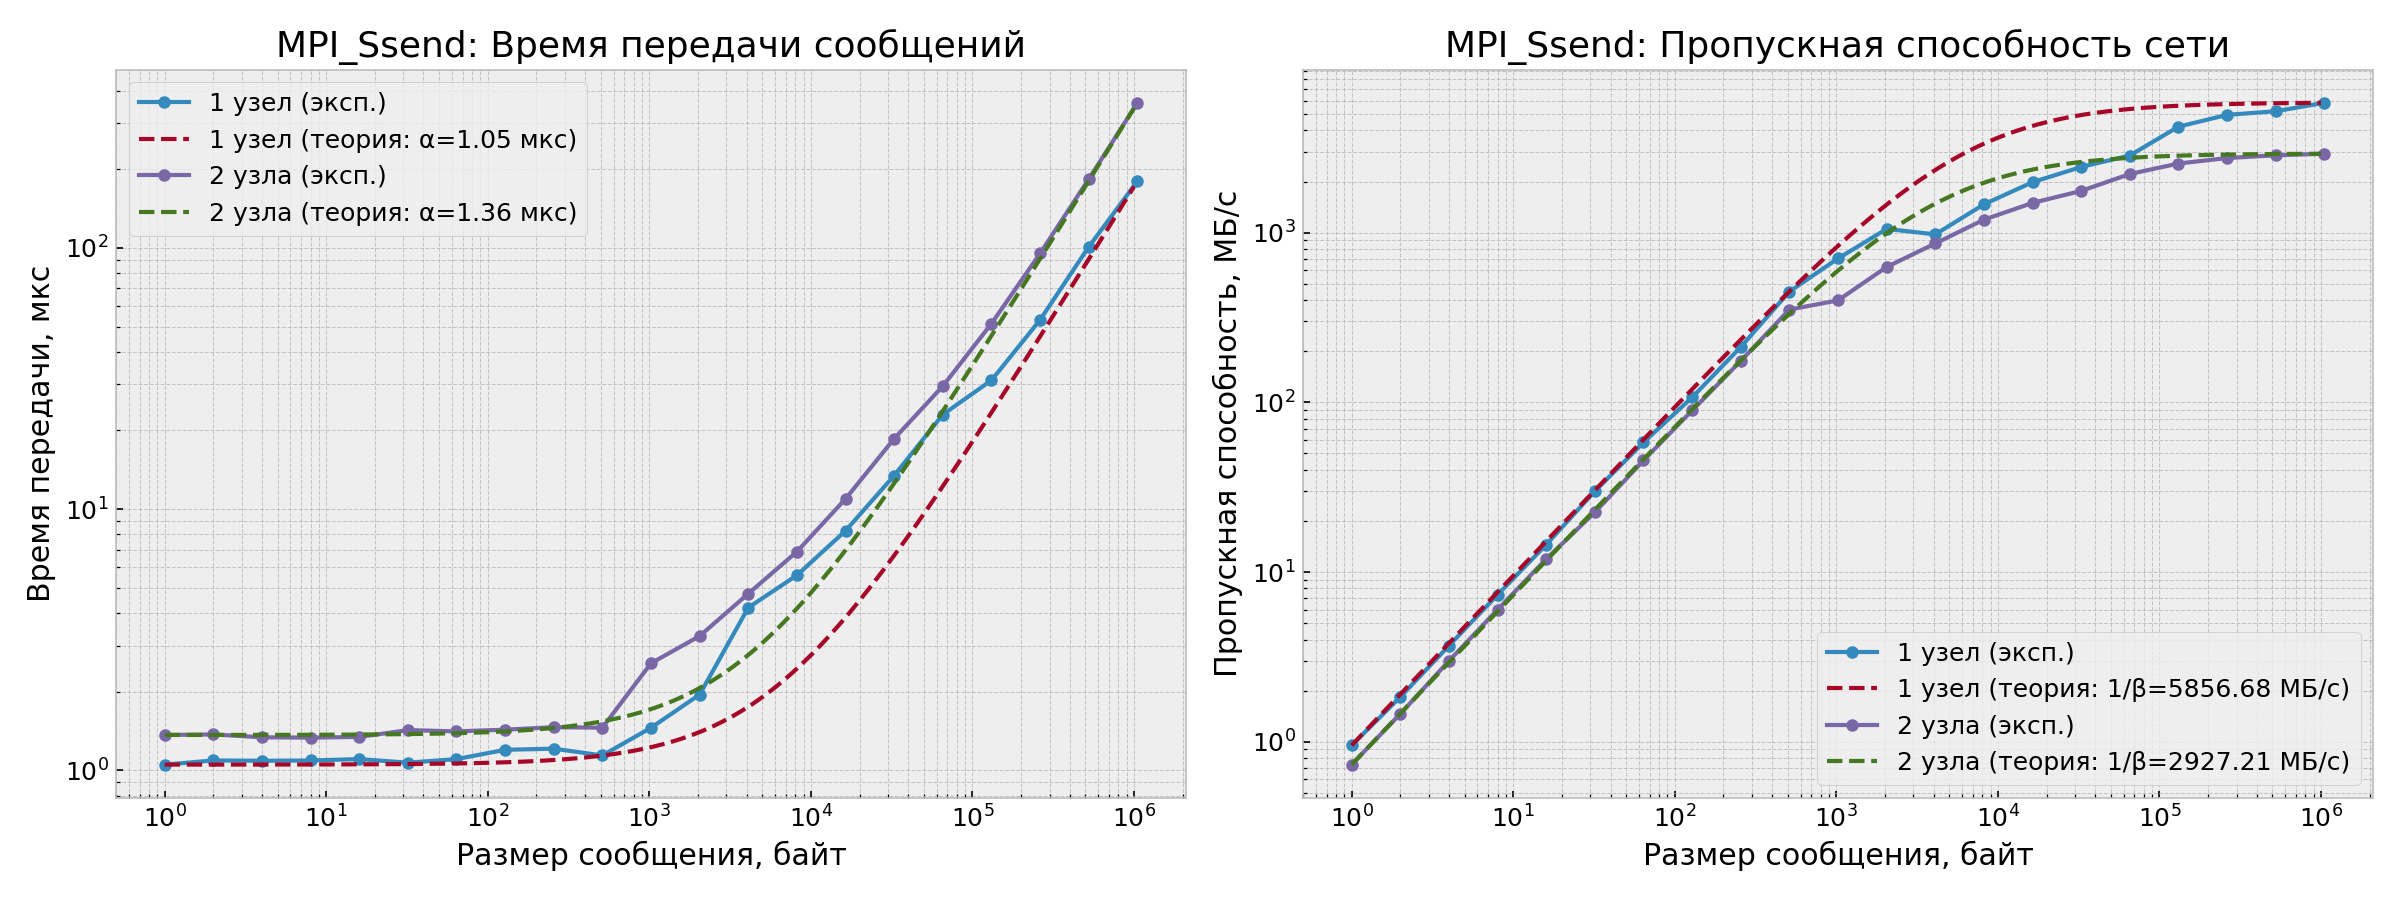 MPI_Ssend: Время передачи сообщений
1 узел (эксп.)
1 узел (теория: α=1.05 мкс)
2 узла (эксп.)
2 узла (теория: α=1.36 мкс)
Время передачи, мкс
10²
10¹
10⁰
10⁰ 10¹ 10² 10³ 10⁴ 10⁵ 10⁶
Размер сообщения, байт
MPI_Ssend: Пропускная способность сети
Пропускная способность, МБ/с
10³
10²
10¹
10⁰
1 узел (эксп.)
1 узел (теория: 1/β=5856.68 МБ/с)
2 узла (эксп.)
2 узла (теория: 1/β=2927.21 МБ/с)
10⁰ 10¹ 10² 10³ 10⁴ 10⁵ 10⁶
Размер сообщения, байт